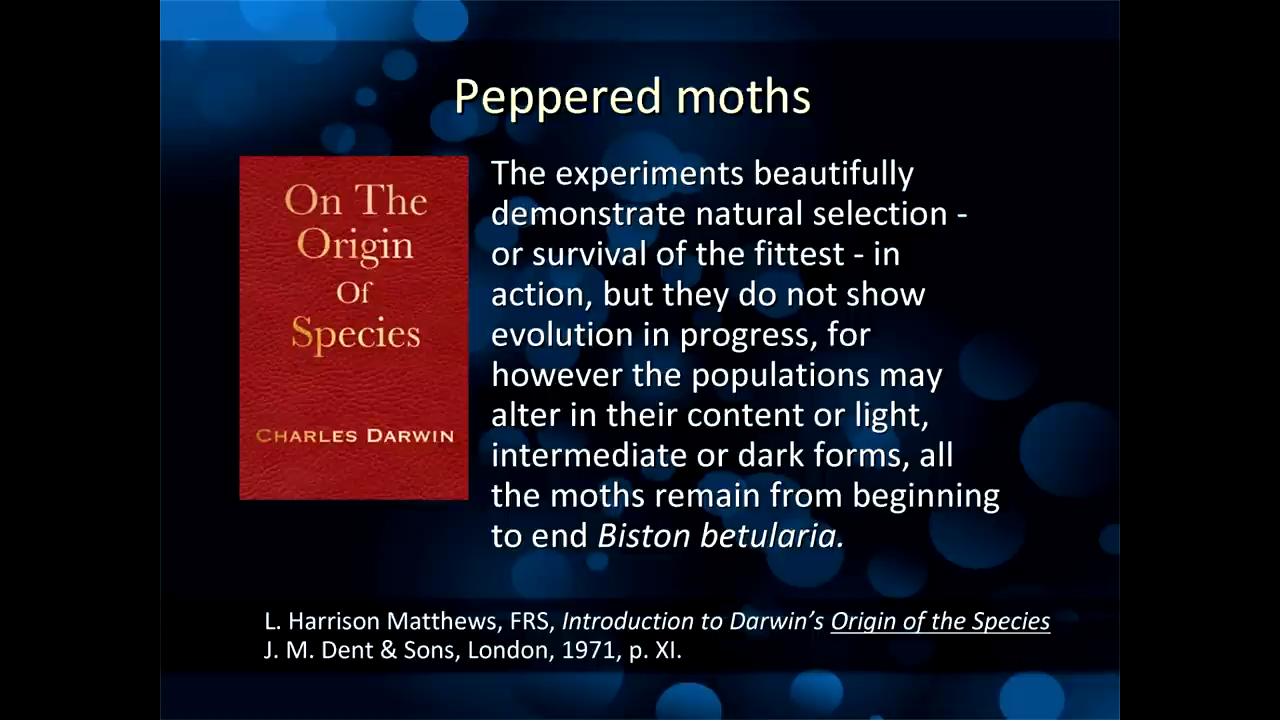 Peppered moths
On The
Origin
Of
Species
CHARLES DARWIN
The experiments beautifully
demonstrate natural selection -
or survival of the fittest - in
action, but they do not show
evolution in progress, for
however the populations may
alter in their content or light,
intermediate or dark forms, all
the moths remain from beginning
to end Biston betularia.
L. Harrison Matthews, FRS, Introduction to Darwin’s Origin of the Species
J. M. Dent & Sons, London, 1971, p. XI.